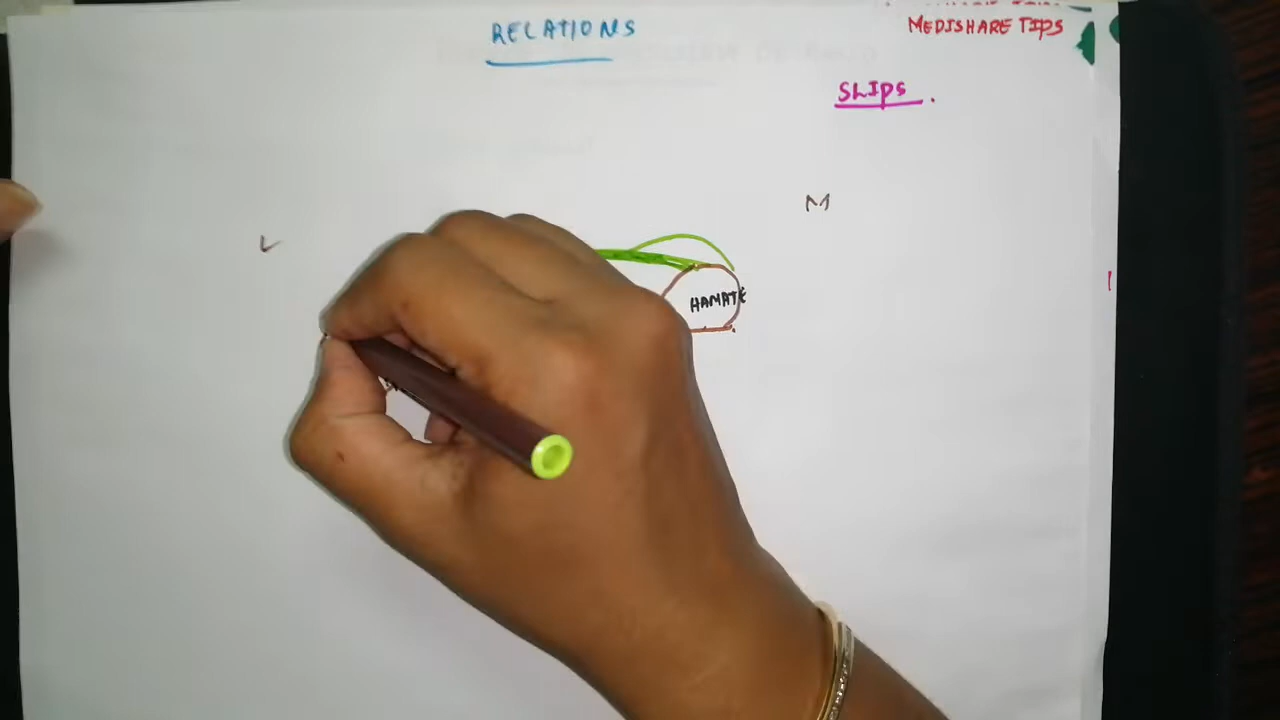 RELATIONS
MEDISHARE TIPS
SLIPS.
M
L
HAMATE